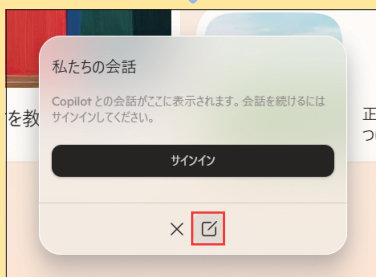 私たちの会話
Copilot との会話がここに表示されます。会話を続けるには
サインインしてください。
を教
正
つ
サインイン